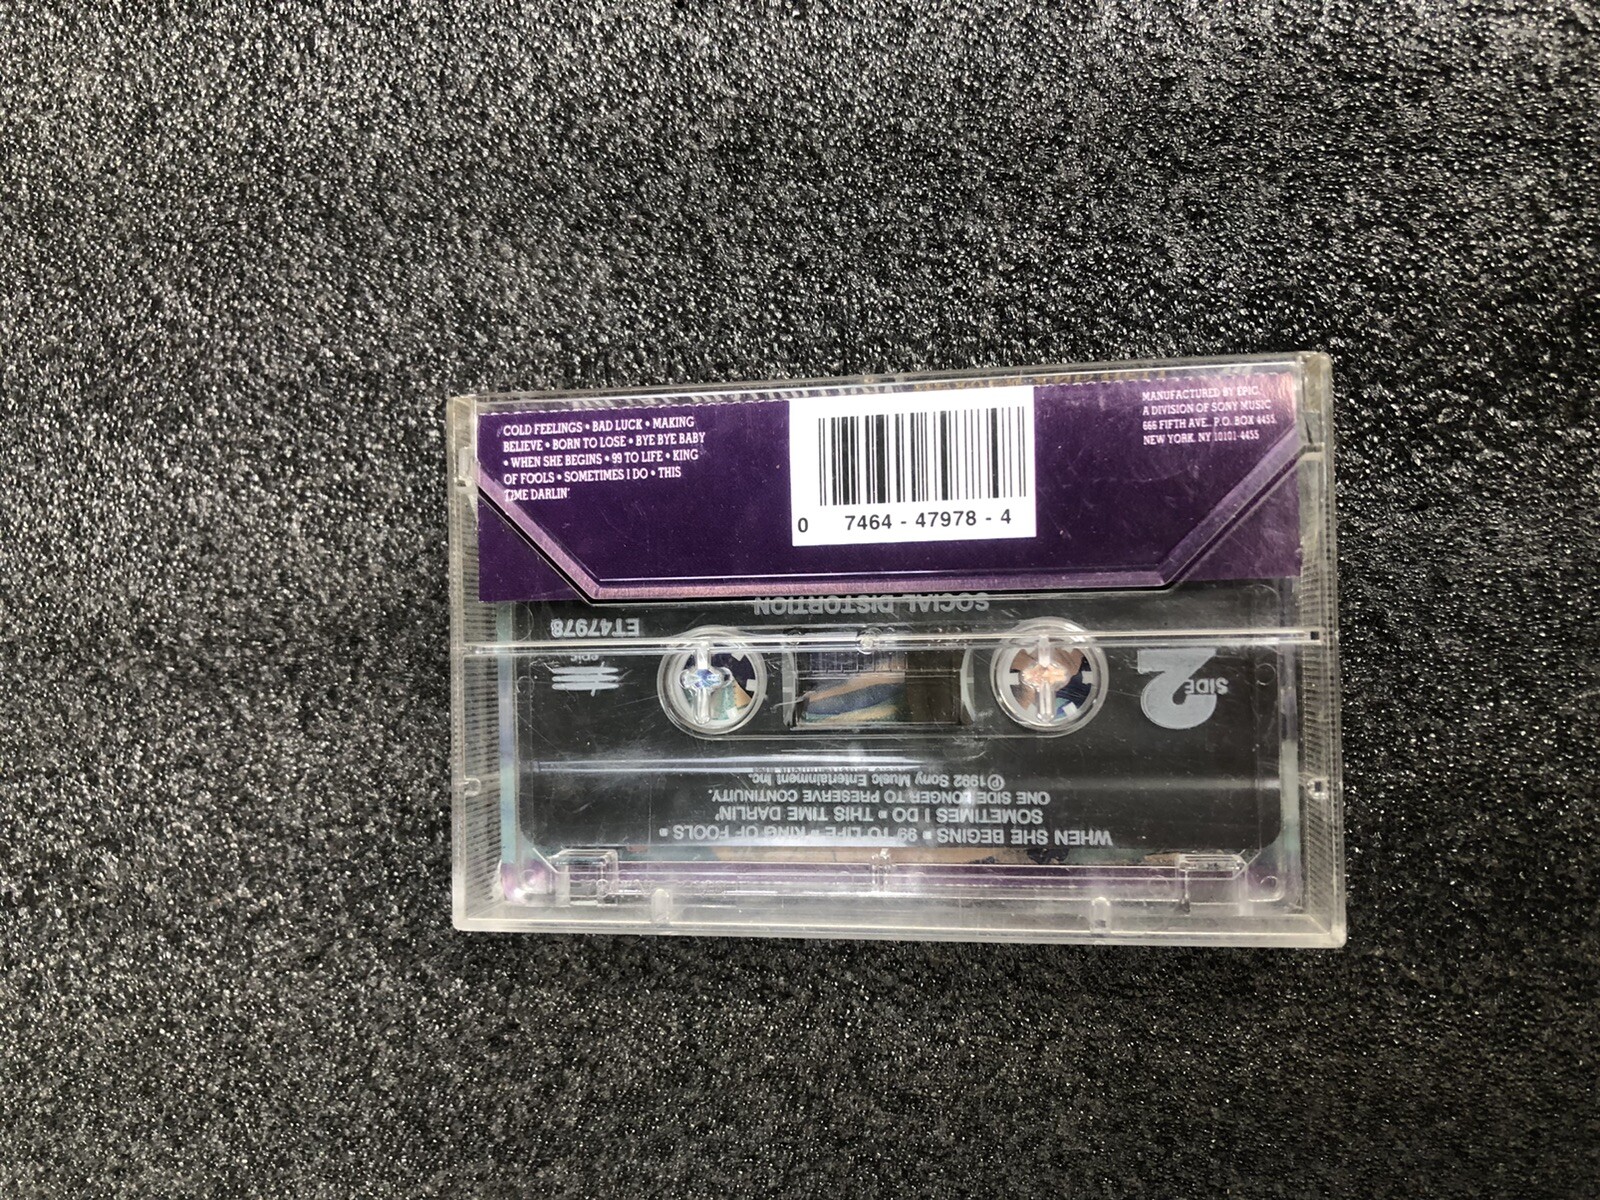 COLD FEELINGS • BAD LUCK • MAKING
BELIEVE • BORN TO LOSE • BYE BYE BABY
• WHEN SHE BEGINS • 99 TO LIFE • KING
OF FOOLS • SOMETIMES I DO • THIS
TIME DARLIN'
0 7464 - 47978 - 4
MANUFACTURED BY EPIC,
A DIVISION OF SONY MUSIC
666 FIFTH AVE., P.O. BOX 4455,
NEW YORK, NY 10101-4455
SOCIAL DISTORTION
ET47978
epic
SIDE 2
WHEN SHE BEGINS • 99 TO LIFE • KING OF FOOLS •
SOMETIMES I DO • THIS TIME DARLIN'
ONE SIDE LONGER TO PRESERVE CONTINUITY.
℗1992 Sony Music Entertainment Inc.